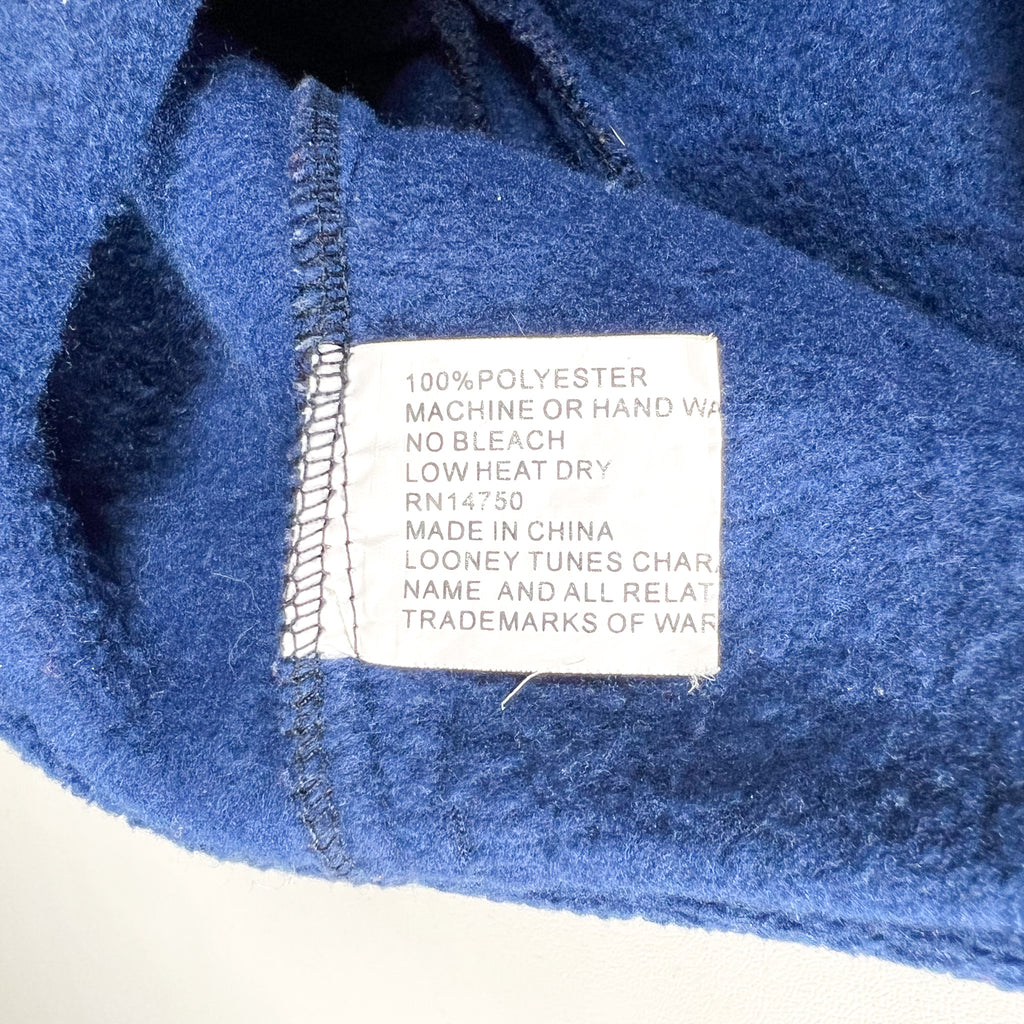 100%POLYESTER
MACHINE OR HAND WA
NO BLEACH
LOW HEAT DRY
RN14750
MADE IN CHINA
LOONEY TUNES CHAR
NAME AND ALL RELAT
TRADEMARKS OF WAR